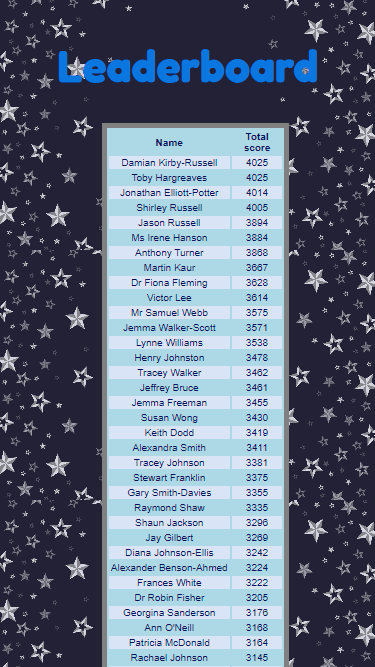 Leaderboard
Name Total score
Damian Kirby-Russell 4025
Toby Hargreaves 4025
Jonathan Elliott-Potter 4014
Shirley Russell 4005
Jason Russell 3894
Ms Irene Hanson 3884
Anthony Turner 3868
Martin Kaur 3667
Dr Fiona Fleming 3628
Victor Lee 3614
Mr Samuel Webb 3575
Jemma Walker-Scott 3571
Lynne Williams 3538
Henry Johnston 3478
Tracey Walker 3462
Jeffrey Bruce 3461
Jemma Freeman 3455
Susan Wong 3430
Keith Dodd 3419
Alexandra Smith 3411
Tracey Johnson 3381
Stewart Franklin 3375
Gary Smith-Davies 3355
Raymond Shaw 3335
Shaun Jackson 3296
Jay Gilbert 3269
Diana Johnson-Ellis 3242
Alexander Benson-Ahmed 3224
Frances White 3222
Dr Robin Fisher 3205
Georgina Sanderson 3176
Ann O'Neill 3168
Patricia McDonald 3164
Rachael Johnson 3145